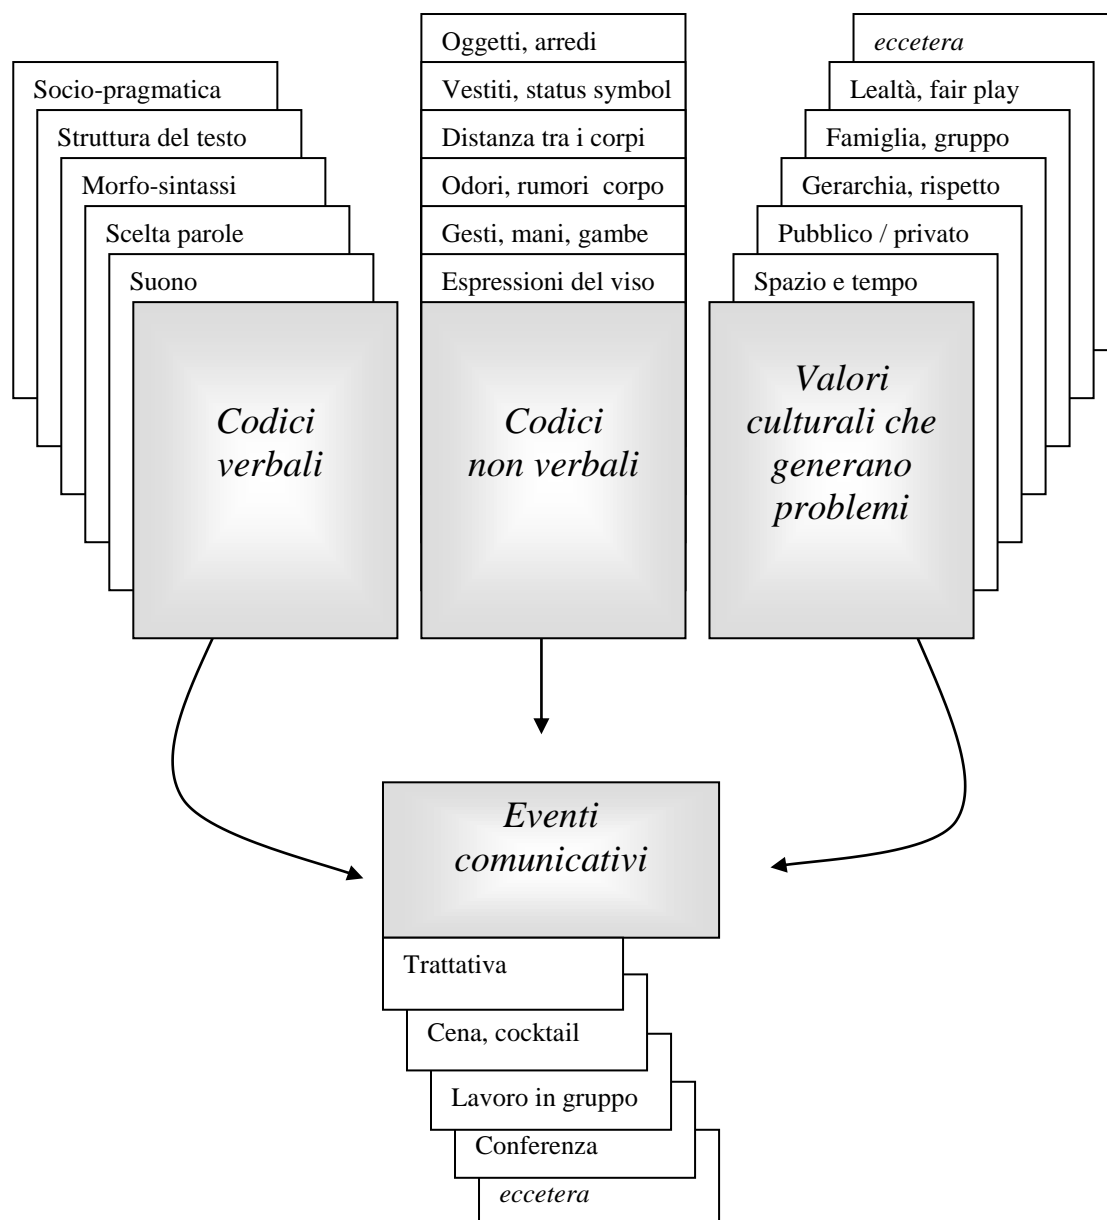 Socio-pragmatica
Struttura del testo
Morfo-sintassi
Scelta parole
Suono
Codici
verbali
Oggetti, arredi
Vestiti, status symbol
Distanza tra i corpi
Odori, rumori  corpo
Gesti, mani, gambe
Espressioni del viso
Codici
non verbali
eccetera
Lealtà, fair play
Famiglia, gruppo
Gerarchia, rispetto
Pubblico / privato
Spazio e tempo
Valori
culturali che
generano
problemi
Eventi
comunicativi
Trattativa
Cena, cocktail
Lavoro in gruppo
Conferenza
eccetera